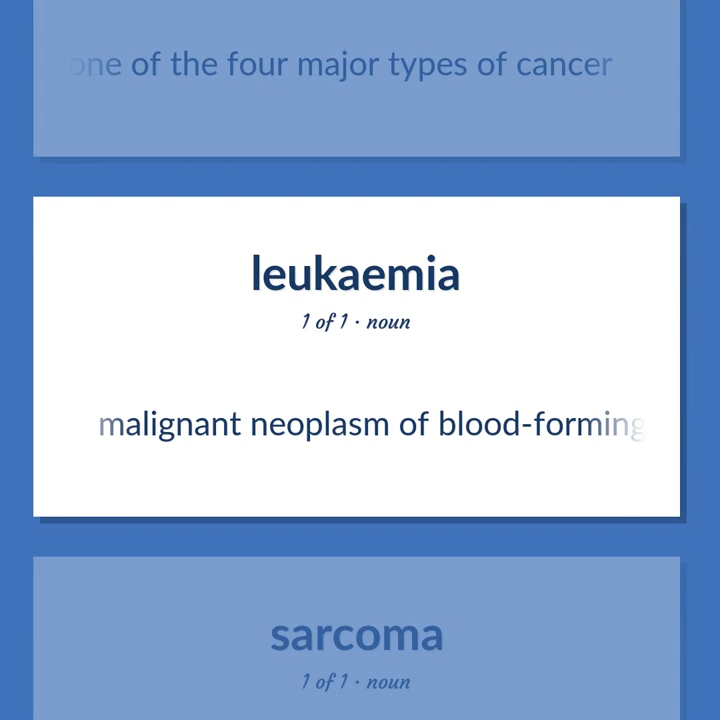 one of the four major types of cancer
leukaemia
1 of 1 · noun
malignant neoplasm of blood-forming
sarcoma
1 of 1 · noun